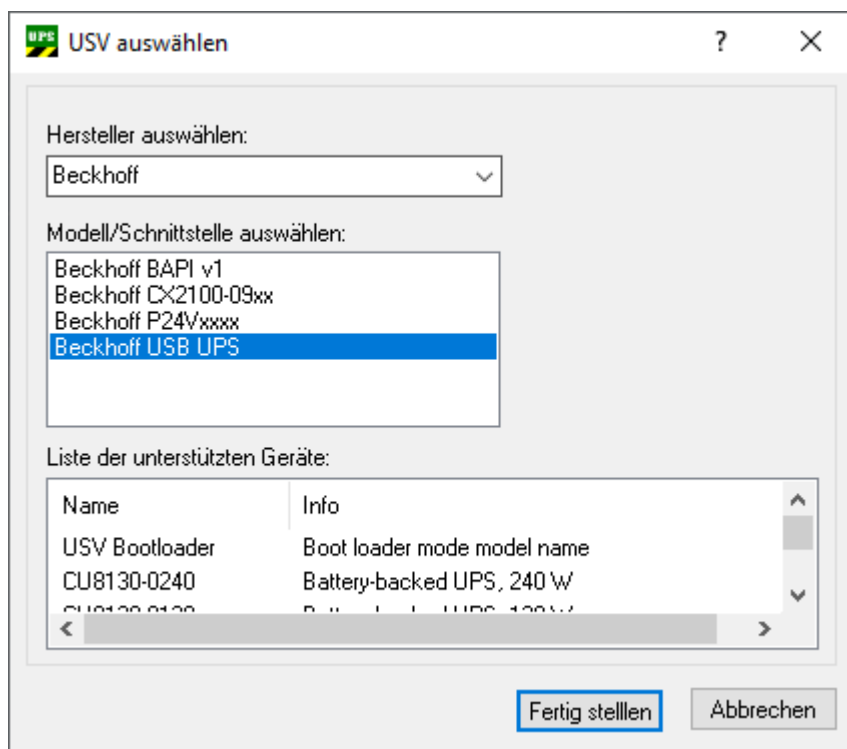 UPS USV auswählen ?
Hersteller auswählen:
Beckhoff
Modell/Schnittstelle auswählen:
Beckhoff BAPI v1
Beckhoff CX2100-09xx
Beckhoff P24Vxxxx
Beckhoff USB UPS
Liste der unterstützten Geräte:
Name Info
USV Bootloader Boot loader mode model name
CU8130-0240 Battery-backed UPS, 240 W
Fertig stelllen Abbrechen